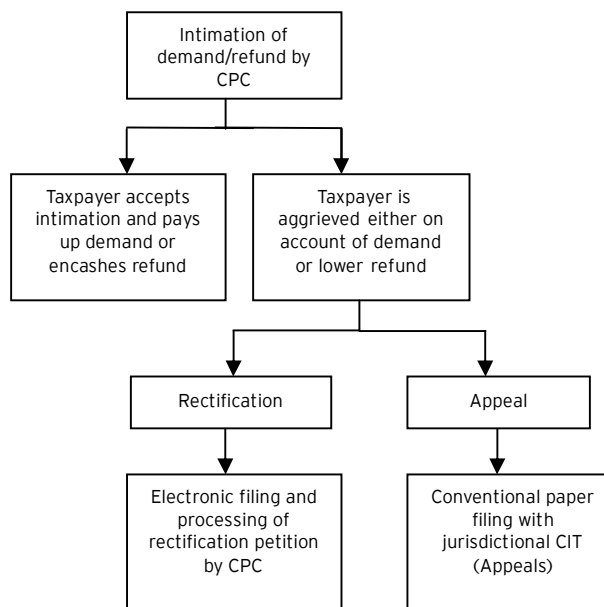 Intimation of
demand/refund by
CPC
Taxpayer accepts
intimation and pays
up demand or
encashes refund
Taxpayer is
aggrieved either on
account of demand
or lower refund
Rectification
Appeal
Electronic filing and
processing of
rectification petition
by CPC
Conventional paper
filing with
jurisdictional CIT
(Appeals)